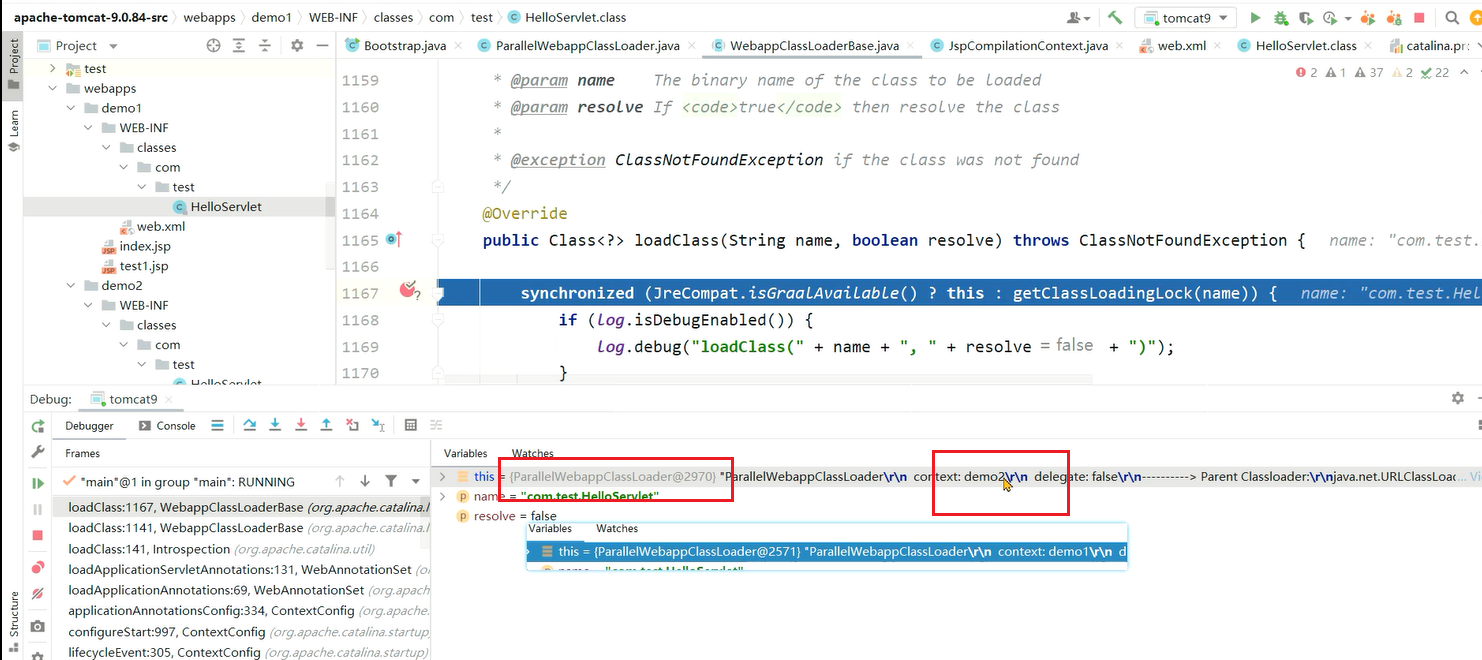 apache-tomcat-9.0.84-src 〉 webapps 〉 demo1 〉 WEB-INF 〉 classes 〉 com 〉 test 〉 HelloServlet.class
tomcat9
Project
Bootstrap.java
ParallelWebappClassLoader.java
WebappClassLoaderBase.java
JspCompilationContext.java
web.xml
HelloServlet.class
catalina.pr
Project
Learn
Structure
test
webapps
demo1
WEB-INF
classes
com
test
HelloServlet
web.xml
index.jsp
test1.jsp
demo2
WEB-INF
classes
com
test
HelloServlet
2 1 37 2 22
1159 * @param name The binary name of the class to be loaded
1160 * @param resolve If <code>true</code> then resolve the class
1161 *
1162 * @exception ClassNotFoundException if the class was not found
1163 */
1164 @Override
1165 public Class<?> loadClass(String name, boolean resolve) throws ClassNotFoundException { name: "com.test.
1166
1167 synchronized (JreCompat.isGraalAvailable() ? this : getClassLoadingLock(name)) { name: "com.test.Hel
1168 if (log.isDebugEnabled()) {
1169 log.debug("loadClass(" + name + ", " + resolve = false + ")");
1170 }
Debug: tomcat9
Debugger Console
Frames
"main"@1 in group "main": RUNNING
loadClass:1167, WebappClassLoaderBase (org.apache.catalina.l
loadClass:1141, WebappClassLoaderBase (org.apache.catalina.l
loadClass:141, Introspection (org.apache.catalina.util)
loadApplicationServletAnnotations:131, WebAnnotationSet (org.a
loadApplicationAnnotations:69, WebAnnotationSet (org.apach
applicationAnnotationsConfig:334, ContextConfig (org.apache.
configureStart:997, ContextConfig (org.apache.catalina.startup)
lifecycleEvent:305, ContextConfig (org.apache.catalina.startup)
Variables Watches
this = {ParallelWebappClassLoader@2970} "ParallelWebappClassLoader\r\n context: demo2\r\n delegate: false\r\n----------> Parent Classloader:\r\njava.net.URLClassLoad... Vi
name = "com.test.HelloServlet"
resolve = false
Variables Watches
this = {ParallelWebappClassLoader@2571} "ParallelWebappClassLoader\r\n context: demo1\r\n d
name = "com.test.HelloServlet"